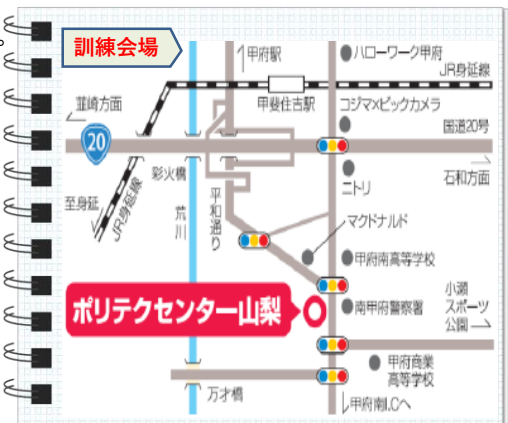 訓練会場
甲府駅
ハローワーク甲府
JR身延線
韮崎方面
甲斐住吉駅
コジマ×ビックカメラ
国道20号
20
彩火橋
ニトリ
石和方面
至身延
JR身延線
荒川
平和通り
マクドナルド
甲府南高等学校
小瀬
スポーツ
公園
ポリテクセンター山梨
南甲府警察署
甲府商業
高等学校
万才橋
甲府南I.Cへ